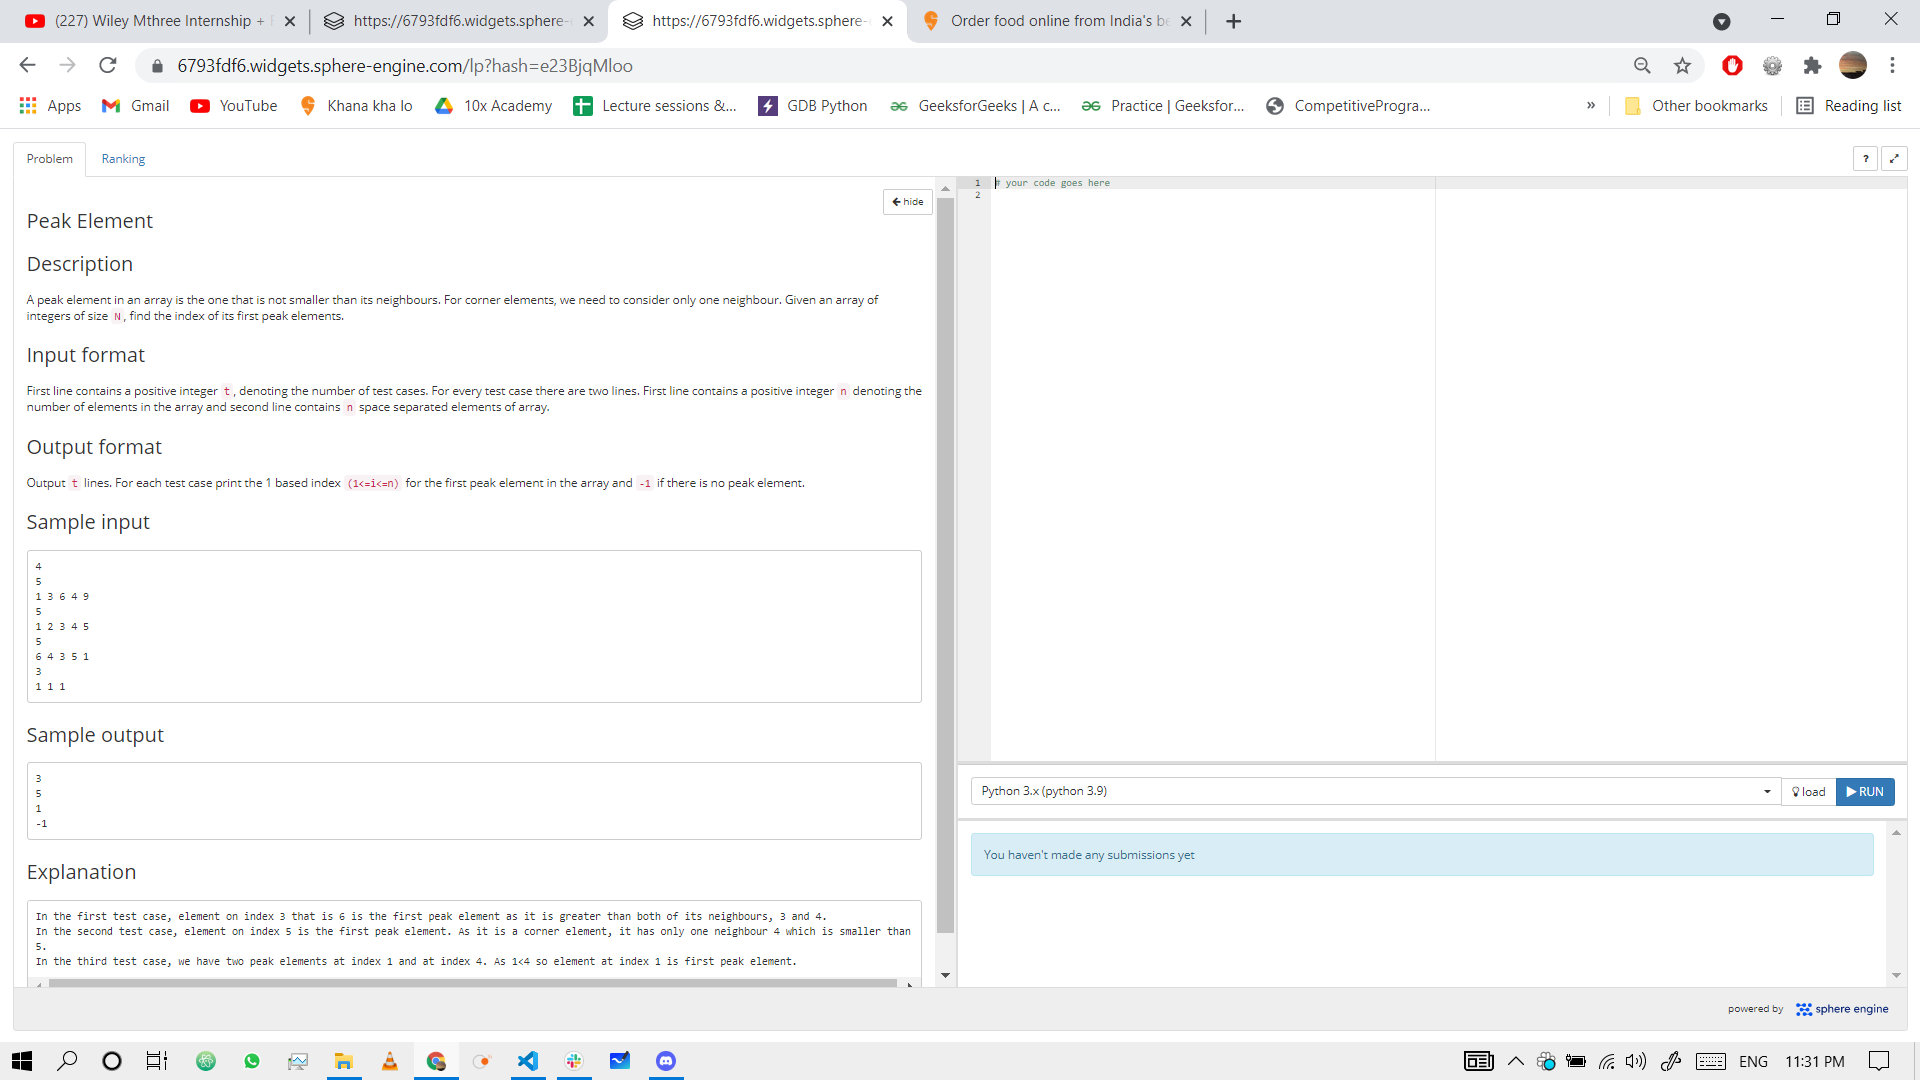 (227) Wiley Mthree Internship +
https://6793fdf6.widgets.sphere-
https://6793fdf6.widgets.sphere-
Order food online from India's be
6793fdf6.widgets.sphere-engine.com/lp?hash=e23BjqMloo
Apps
Gmail
YouTube
Khana kha lo
10x Academy
Lecture sessions &...
GDB Python
GeeksforGeeks | A c...
Practice | Geeksfor...
CompetitiveProgra...
»
Other bookmarks
Reading list
Problem
Ranking
?
hide
Peak Element
Description
A peak element in an array is the one that is not smaller than its neighbours. For corner elements, we need to consider only one neighbour. Given an array of
integers of size N, find the index of its first peak elements.
Input format
First line contains a positive integer t, denoting the number of test cases. For every test case there are two lines. First line contains a positive integer n denoting the
number of elements in the array and second line contains n space separated elements of array.
Output format
Output t lines. For each test case print the 1 based index (1<=i<=n) for the first peak element in the array and -1 if there is no peak element.
Sample input
4
5
1 3 6 4 9
5
1 2 3 4 5
5
6 4 3 5 1
3
1 1 1
Sample output
3
5
1
-1
Explanation
In the first test case, element on index 3 that is 6 is the first peak element as it is greater than both of its neighbours, 3 and 4.
In the second test case, element on index 5 is the first peak element. As it is a corner element, it has only one neighbour 4 which is smaller than
5.
In the third test case, we have two peak elements at index 1 and at index 4. As 1<4 so element at index 1 is first peak element.
1 # your code goes here
2
Python 3.x (python 3.9)
load
RUN
You haven't made any submissions yet
powered by sphere engine
ENG
11:31 PM